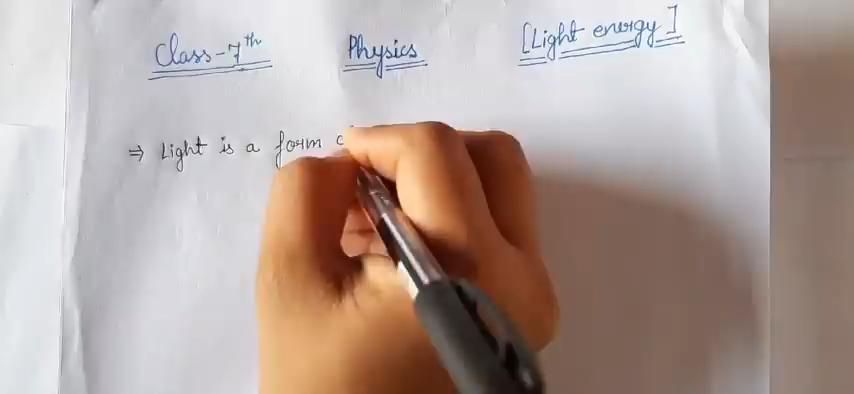 Class-7th Physics [Light energy]
⇒ Light is a form